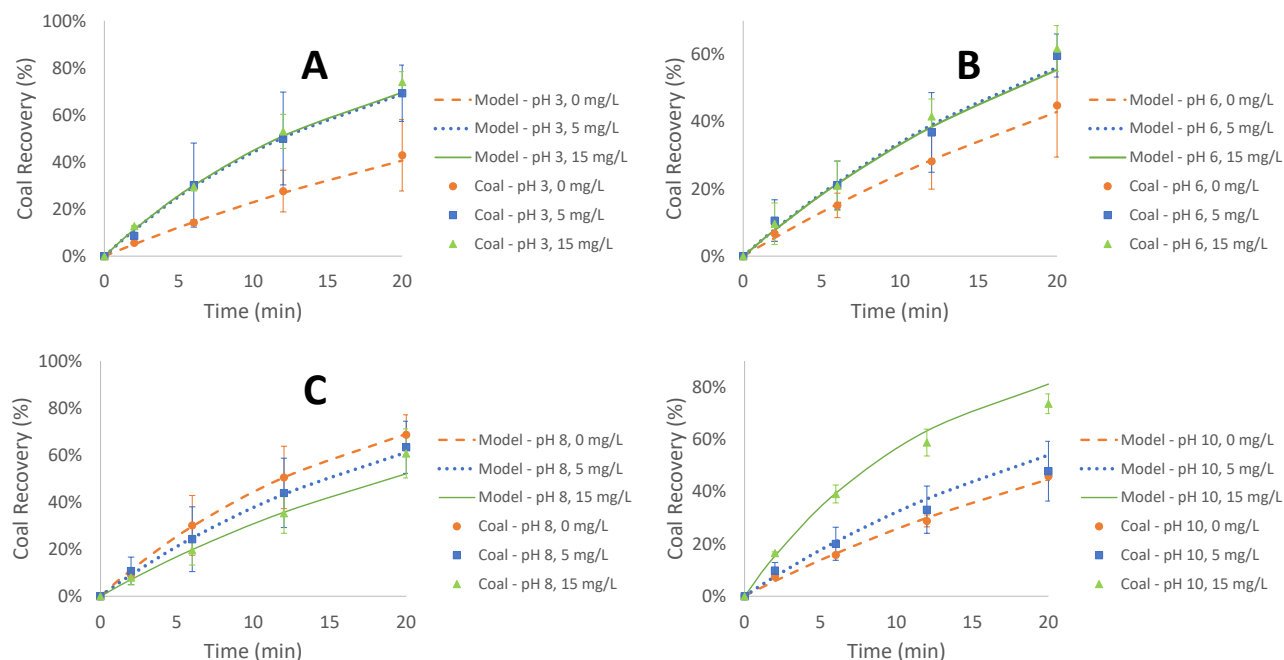 A
Coal Recovery (%)
100%
80%
60%
40%
20%
0%
0
5
10
15
20
Time (min)
Model - pH 3, 0 mg/L
Model - pH 3, 5 mg/L
Model - pH 3, 15 mg/L
Coal - pH 3, 0 mg/L
Coal - pH 3, 5 mg/L
Coal - pH 3, 15 mg/L
B
Coal Recovery (%)
60%
40%
20%
0%
0
5
10
15
20
Time (min)
Model - pH 6, 0 mg/L
Model - pH 6, 5 mg/L
Model - pH 6, 15 mg/L
Coal - pH 6, 0 mg/L
Coal - pH 6, 5 mg/L
Coal - pH 6, 15 mg/L
C
Coal Recovery (%)
100%
80%
60%
40%
20%
0%
0
5
10
15
20
Time (min)
Model - pH 8, 0 mg/L
Model - pH 8, 5 mg/L
Model - pH 8, 15 mg/L
Coal - pH 8, 0 mg/L
Coal - pH 8, 5 mg/L
Coal - pH 8, 15 mg/L
Coal Recovery (%)
80%
60%
40%
20%
0%
0
5
10
15
20
Time (min)
Model - pH 10, 0 mg/L
Model - pH 10, 5 mg/L
Model - pH 10, 15 mg/L
Coal - pH 10, 0 mg/L
Coal - pH 10, 5 mg/L
Coal - pH 10, 15 mg/L